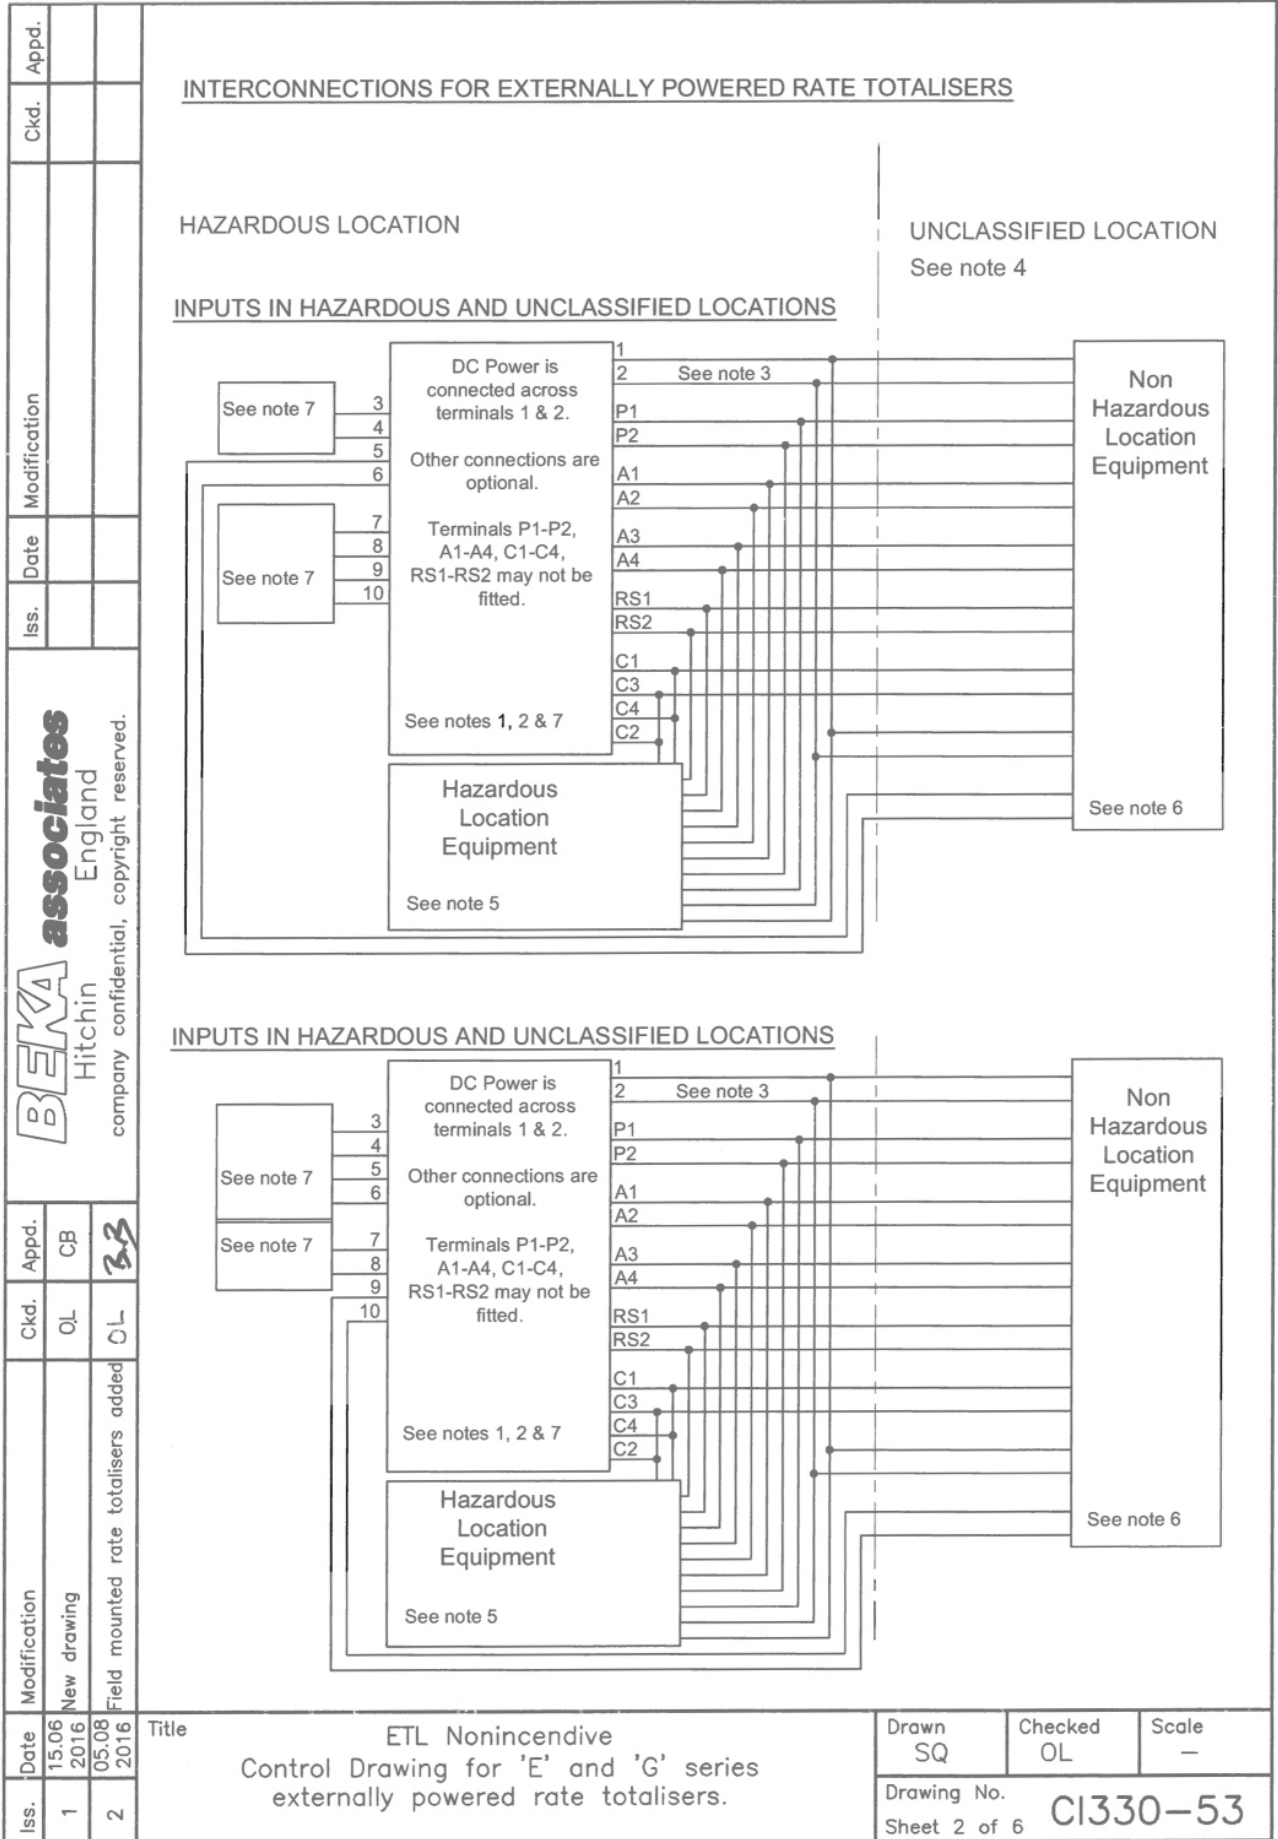 INTERCONNECTIONS FOR EXTERNALLY POWERED RATE TOTALISERS
HAZARDOUS LOCATION
UNCLASSIFIED LOCATION
See note 4
INPUTS IN HAZARDOUS AND UNCLASSIFIED LOCATIONS
See note 7
3
4
5
6
See note 7
7
8
9
10
DC Power is
connected across
terminals 1 & 2.
Other connections are
optional.
Terminals P1-P2,
A1-A4, C1-C4,
RS1-RS2 may not be
fitted.
See notes 1, 2 & 7
1
2
See note 3
P1
P2
A1
A2
A3
A4
RS1
RS2
C1
C3
C4
C2
Non
Hazardous
Location
Equipment
See note 6
Hazardous
Location
Equipment
See note 5
INPUTS IN HAZARDOUS AND UNCLASSIFIED LOCATIONS
See note 7
3
4
5
6
See note 7
7
8
9
10
DC Power is
connected across
terminals 1 & 2.
Other connections are
optional.
Terminals P1-P2,
A1-A4, C1-C4,
RS1-RS2 may not be
fitted.
See notes 1, 2 & 7
1
2
See note 3
P1
P2
A1
A2
A3
A4
RS1
RS2
C1
C3
C4
C2
Non
Hazardous
Location
Equipment
See note 6
Hazardous
Location
Equipment
See note 5
Iss. Date Modification Ckd. Appd.
1 15.06 2016 New drawing OL CB
2 05.08 2016 Field mounted rate totalisers added OL
BEKA associates
Hitchin England
company confidential, copyright reserved.
Iss. Date Modification Ckd. Appd.
Title
ETL Nonincendive
Control Drawing for 'E' and 'G' series
externally powered rate totalisers.
Drawn
SQ
Checked
OL
Scale
—
Drawing No.
CI330-53
Sheet 2 of 6